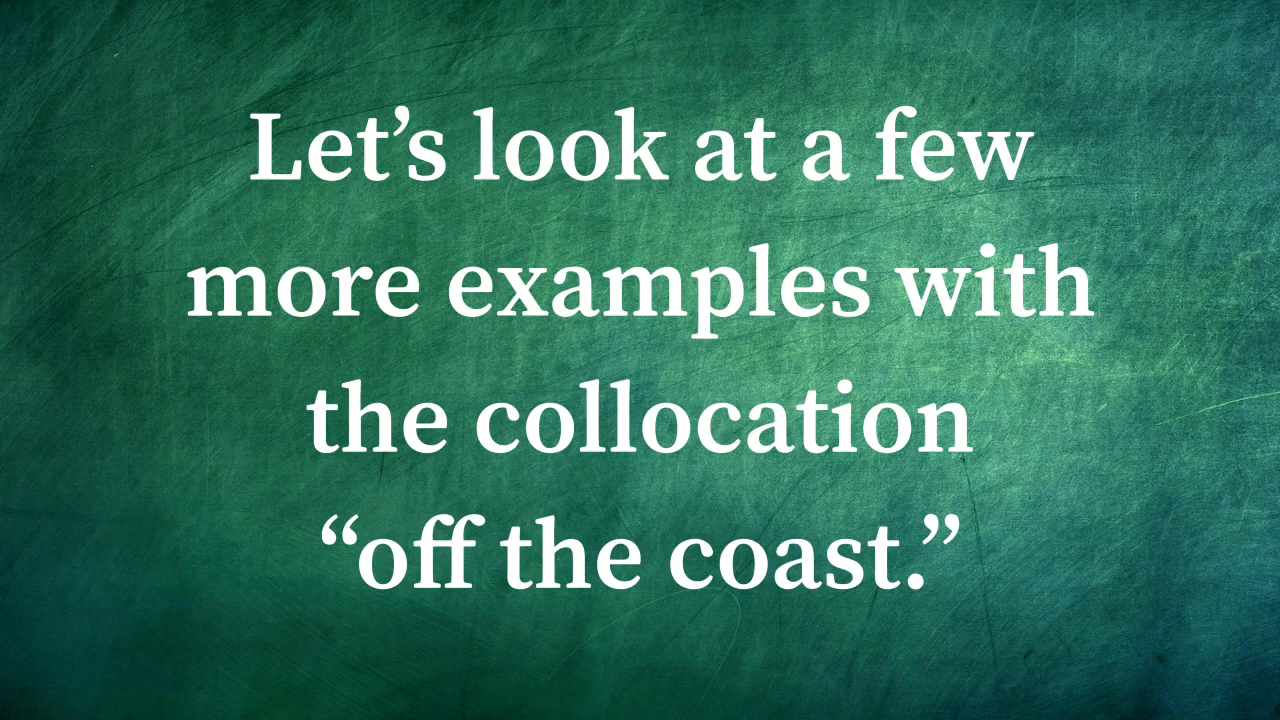 Let’s look at a few
more examples with
the collocation
“off the coast.”